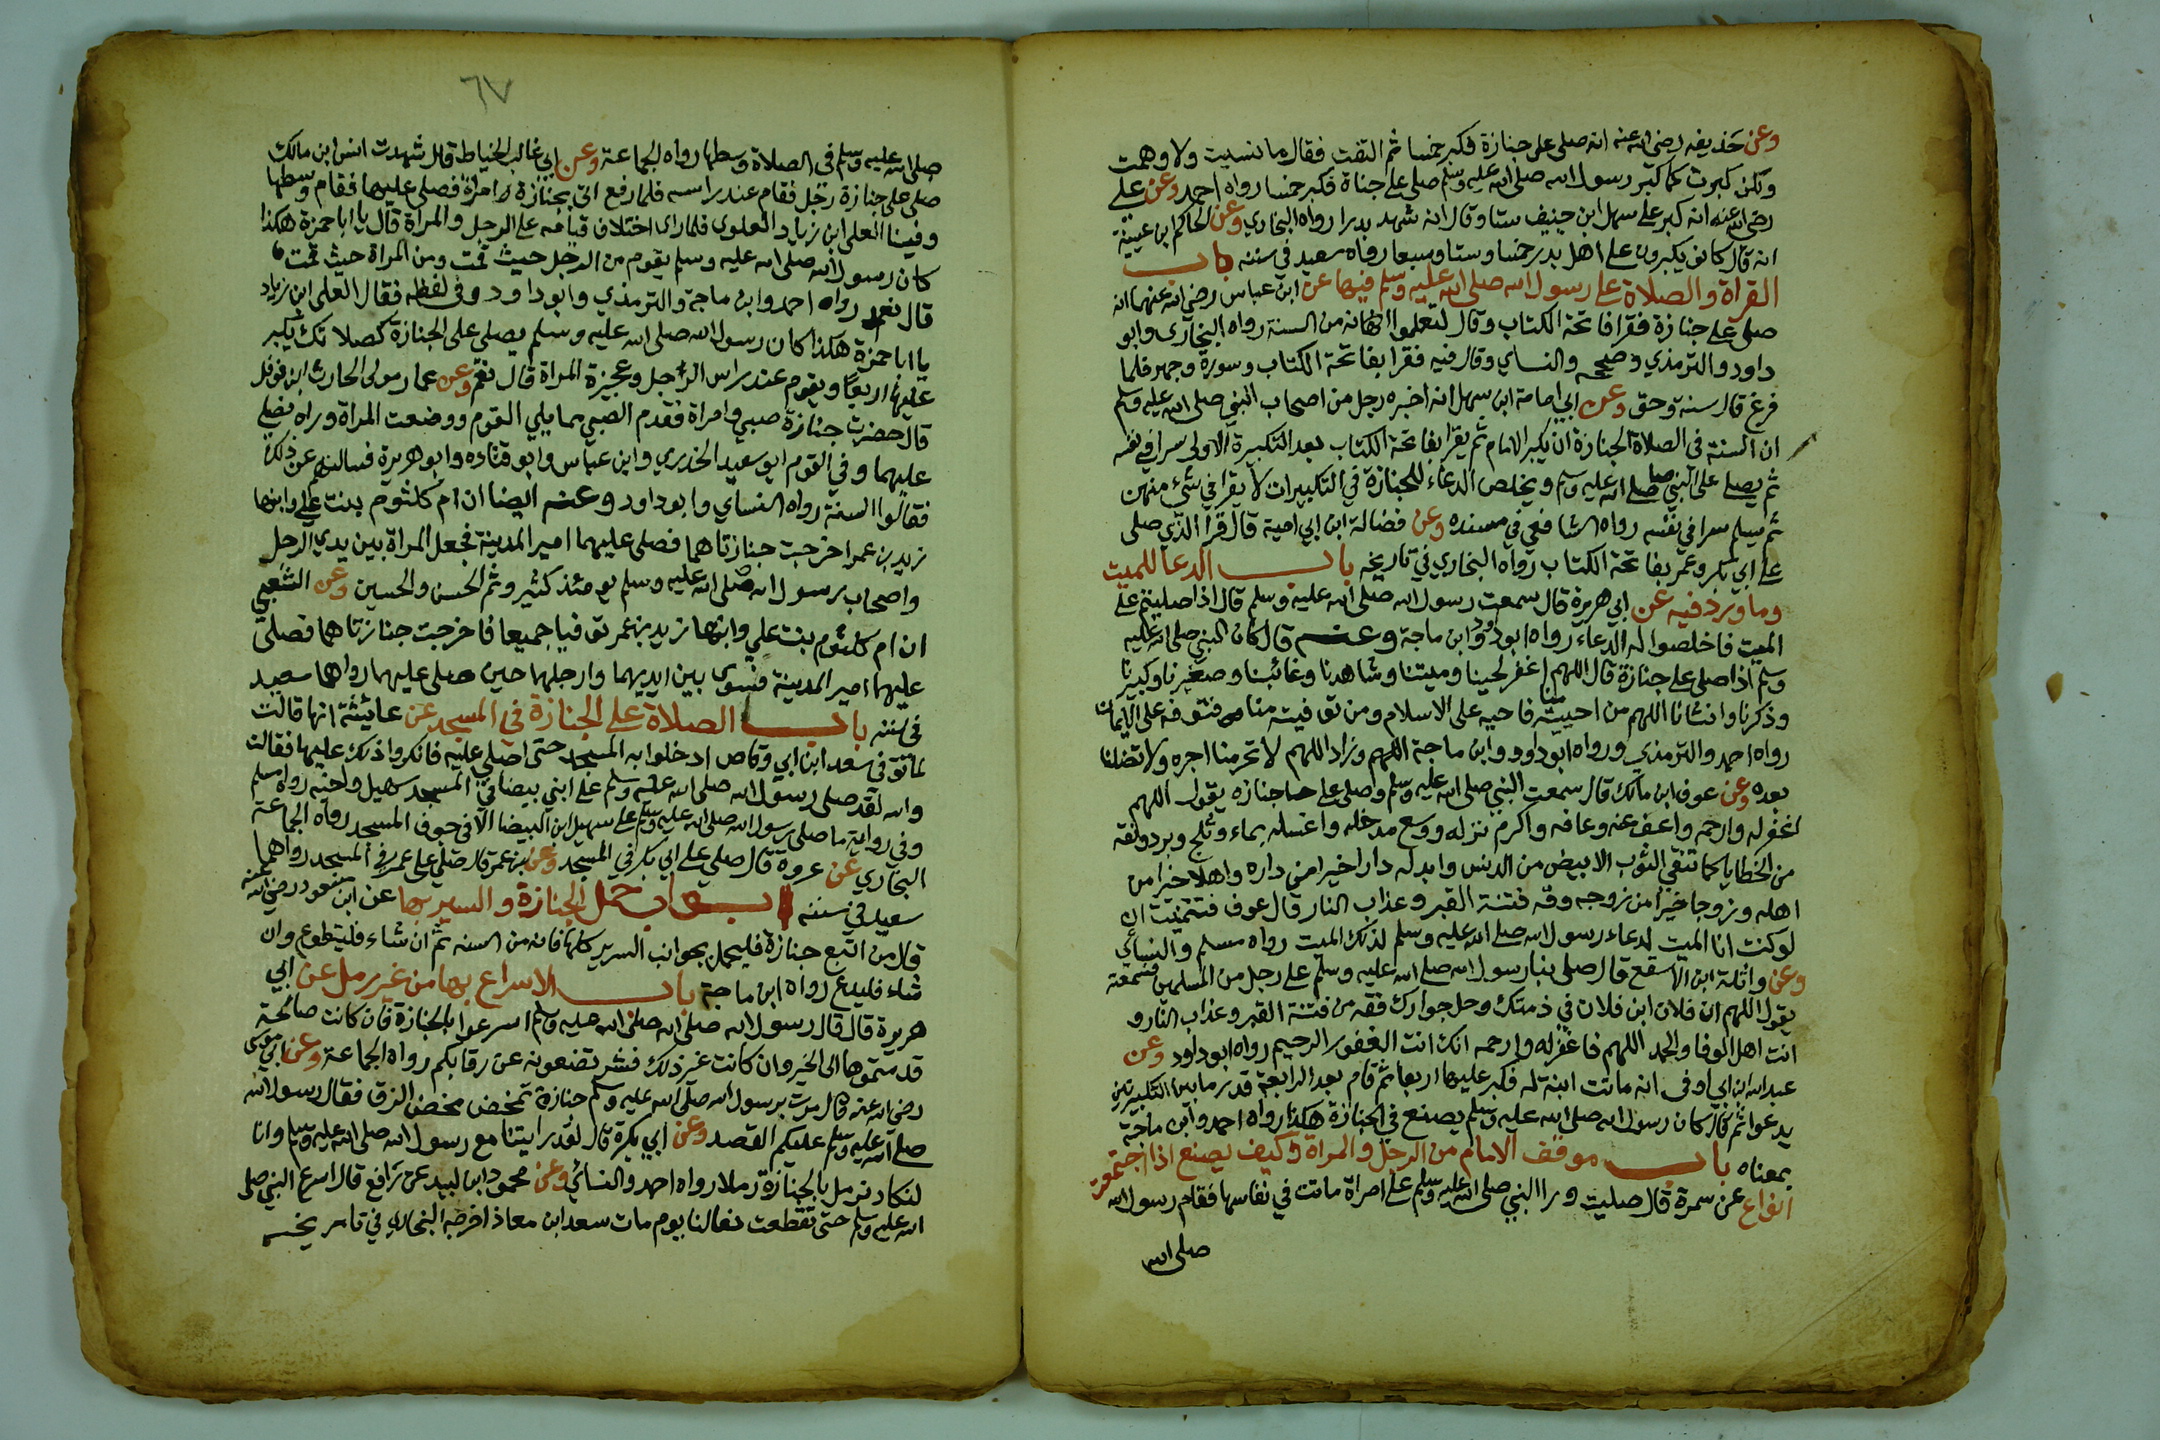 وعن حذيفه رضي الله عنه انه صلى على جنازة فكبر خمسا ثم التفت فقال ما نسيت ولا وهمت
ولكن كبرت كما كبر رسول الله صلى الله عليه وسلم صلى على جناة فكبر خمسا رواه احمد وعن علي
رضي الله عنه انه كبر على سهل ابن حنيف ستا وقال انه شهد بدرا رواه البخاري وعن الحاكم ابن عيينة
انه قال كانو يكبرون على اهل بدر خمسا وستا وسبعا رواه سعيد في سننه باب
القراة والصلاة على رسول الله صلى الله عليه وسلم فيها عن ابن عباس رضي الله عنهما انه
صلى على جنازة فقرا فاتحة الكتاب وقال لتعلموا انه من السنة رواه البخاري وابو
داود والترمذي وصححه والنساي وقال فيه فقرا بفاتحة الكتاب وسورة وجهر فلما
فرغ قال سنة وحق وعن ابي امامة ابن سهل انه اخبره رجل من اصحاب النبي صلى الله عليه وسلم
ان السنة في الصلاة الجنازة ان يكبر الامام ثم يقرا بفاتحة الكتاب بعد التكبيرة الاولى سرا في نفسه
ثم يصلي على النبي صلى الله عليه وسلم ويخلص الدعاء للجنازة في التكبيرات لا يقرا في شئ منهن
ثم يسلم سرا في نفسه رواه الشافعي في مسنده وعن فضالة ابن ابي امية قال قرا الذي صلى
على ابي بكر وعمر بفاتحة الكتاب رواه البخاري في تاريخه باب الدعا للميت
وما ورد فيه عن ابي هريرة قال سمعت رسول الله صلى الله عليه وسلم قال اذا صليتم على
الميت فاخلصوا له الدعاء رواه ابو داود وابن ماجة وعنه قال كان النبي صلى الله عليه
وسلم اذا صلى على جنازة قال اللهم اغفر لحينا وميتنا وشاهدنا وغائبنا وصغيرنا وكبيرنا
وذكرنا وانثانا اللهم من احييته منا فاحيه على الاسلام ومن توفيته منا فتوفه على الايمان
رواه احمد والترمذي ورواه ابو داود وابن ماجة اللهم وزاد اللهم لا تحرمنا اجره ولا تضلنا
بعده وعن عوف ابن مالك قال سمعت النبي صلى الله عليه وسلم وصلى على جنازه يقول اللهم
اغفر له وارحمه واعف عنه وعافه واكرم نزله ووسع مدخله واغسله بماء وثلج وبرد ونقه
من الخطايا كما تنقى الثوب الابيض من الدنس وابدله دارا خيرا من داره واهلا خيرا من
اهله وزوجا خيرا من زوجه وقه فتنة القبر وعذاب النار قال عوف فتمنيت ان
لو كنت انا الميت لدعاء رسول الله صلى الله عليه وسلم لذلك الميت رواه مسلم والنساي
وعن واثلة ابن الاسقع قال صلى بنا رسول الله صلى الله عليه وسلم على رجل من المسلمين فسمعته
يقول اللهم ان فلان ابن فلان في ذمتك وحل جوارك فقه من فتنة القبر وعذاب النار و
انت اهل الوفا والحمد اللهم فاغفر له وارحمه انك انت الغفور الرحيم رواه ابو داود وعن
عبد الله ابن ابي اوفى انه ماتت ابنة له فكبر عليها اربعا ثم قام بعد الرابعة قدر ما بين التكبيرتين
يدعوا ثم قال كان رسول الله صلى الله عليه وسلم يصنع في الجنازة هكذا رواه احمد وابن ماجة
بمعناه باب موقف الامام من الرجل والمراة وكيف يصنع اذا اجتمعت
انواع عن سمرة قال صليت ورا النبي صلى الله عليه وسلم على امراة ماتت في نفاسها فقام رسول الله
صلى الله
٦٧
صلى الله عليه وسلم في الصلاة وسطها رواه الجماعة وعن ابي غالب الخياط قال شهدت انس ابن مالك
صلى على جنازة رجل فقام عند راسه فلما رفع اتى بجنازة امراة فصلى عليها فقام وسطها
وفينا العلى ابن زياد العلوي فلما راى اختلاف قيامه على الرجل والمراة قال يا ابا حمزة هكذا
كان رسول الله صلى الله عليه وسلم يقوم من الرجل حيث قمت ومن المراة حيث قمت
قال نعم رواه احمد وابن ماجة والترمذي وابو داود وفي لفظه فقال العلى ابن زياد
يا ابا حمزة هكذا كان رسول الله صلى الله عليه وسلم يصلي على الجنازة كصلاتك يكبر
عليها اربعا ويقوم عند راس الرجل وعجيزة المراة قال نعم وعن عمار مولى الحارث ابن نوفل
قال حضرت جنازة صبي وامراة فقدم الصبي مما يلي القوم ووضعت المراة وراه فصلي
عليهما وفي القوم ابو سعيد الخدري وابن عباس وابو قتاده وابو هريرة فسالتهم عن ذلك
فقالوا السنة رواه النساي وابو داود وعنه ايضا ان ام كلثوم بنت علي وابنها
زيد بن عمر اخرجت جنازتاهما فصلى عليهما امير المدينة فجعل المراة بين يدي الرجل
واصحاب رسول الله صلى الله عليه وسلم يومئذ كثير وثم الحسن والحسين وعن الشعبي
ان ام كلثوم بنت علي وابنها زيد بن عمر توفيا جميعا فاخرجت جنازتاهما فصلى
عليهما امير المدينة فسوى بين ايديهما وارجلهما حين صلى عليهما رواهما سعيد
في سننه باب الصلاة على الجنازة في المسجد عن عائشة انها قالت
لما توفي سعد ابن ابي وقاص ادخلوا به المسجد حتى اصلي عليه فانكروا ذلك عليها فقالت
والله لقد صلى رسول الله صلى الله عليه وسلم على ابني بيضا في المسجد سهيل واخيه رواه مسلم
وفي رواية ما صلى رسول الله صلى الله عليه وسلم على سهيل ابن البيضا الا في جوف المسجد رواه الجماعة
البخاري عن عروه قال صلي على ابي بكر في المسجد وعن بن عمر قال صلي على عمر في المسجد رواهما
سعيد في سننه ابواب حمل الجنازة والسير بها عن ابن مسعود رضي الله عنه
قال من اتبع جنازة فليحمل بجوانب السرير كلها فانه من السنه ثم ان شاء فليتطوع وان
شاء فليدع رواه ابن ماجة باب الاسراع بها من غير رمل عن ابي
هريرة قال قال رسول الله صلى الله عليه وسلم اسرعوا بالجنازة فان كانت صالحة
قدمتموها الى الخير وان كانت غير ذلك فشر تضعونه عن رقابكم رواه الجماعة وعن ابي موسى
رضي الله عنه قال مرت برسول الله صلى الله عليه وسلم جنازة تمخض مخض الزق فقال رسول الله
صلى الله عليه وسلم عليكم القصد وعن ابي بكرة قال لقد رايتنا مع رسول الله صلى الله عليه وسلم وانا
لنكاد نرمل بالجنازة رملا رواه احمد والنسائي وعن محمود ابن لبيد عن رافع قال اسرع النبي صلى
الله عليه وسلم حتى تقطعت نعالنا يوم مات سعد ابن معاذ اخرجه البخاري في تاريخه